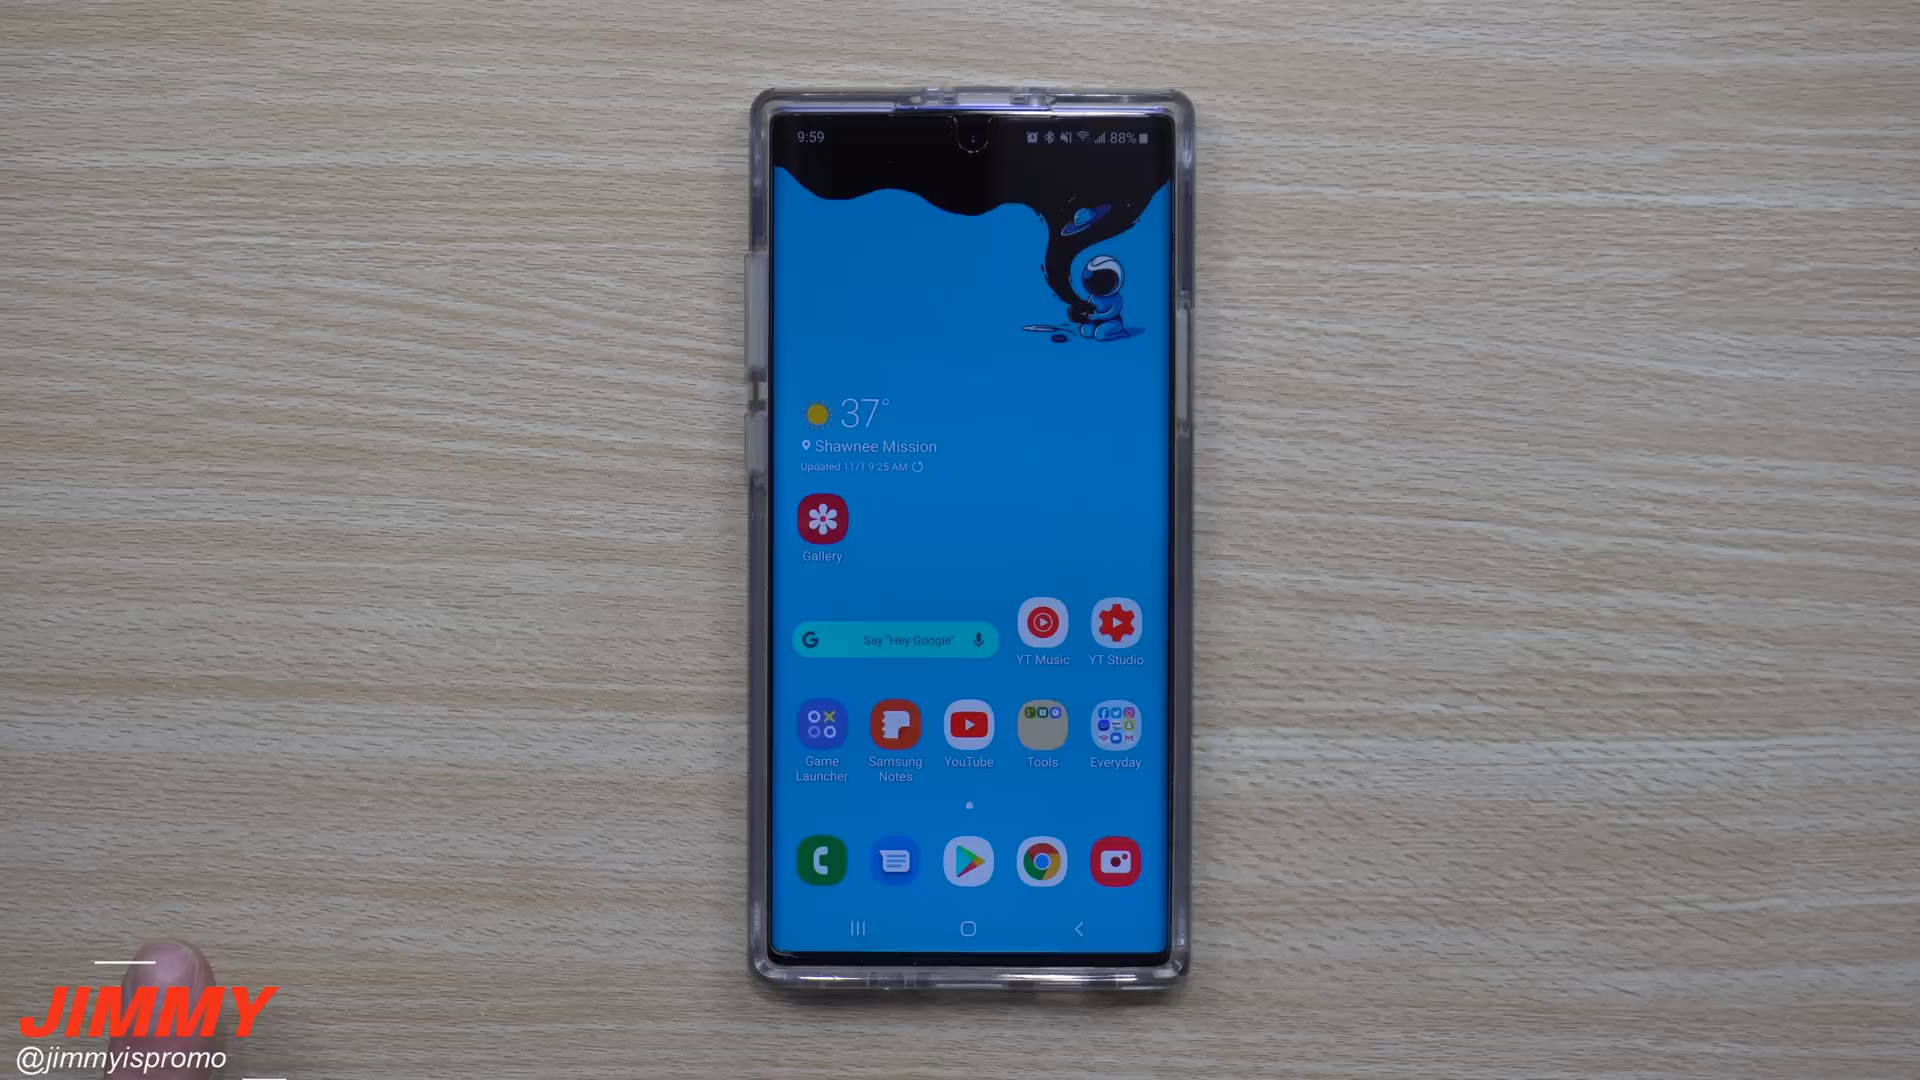 9:59
88%
37°
Shawnee Mission
Updated 11/1 9:25 AM
Gallery
G Say "Hey Google"
YT Music
YT Studio
Game Launcher
Samsung Notes
YouTube
Tools
Everyday
JIMMY
@jimmyispromo